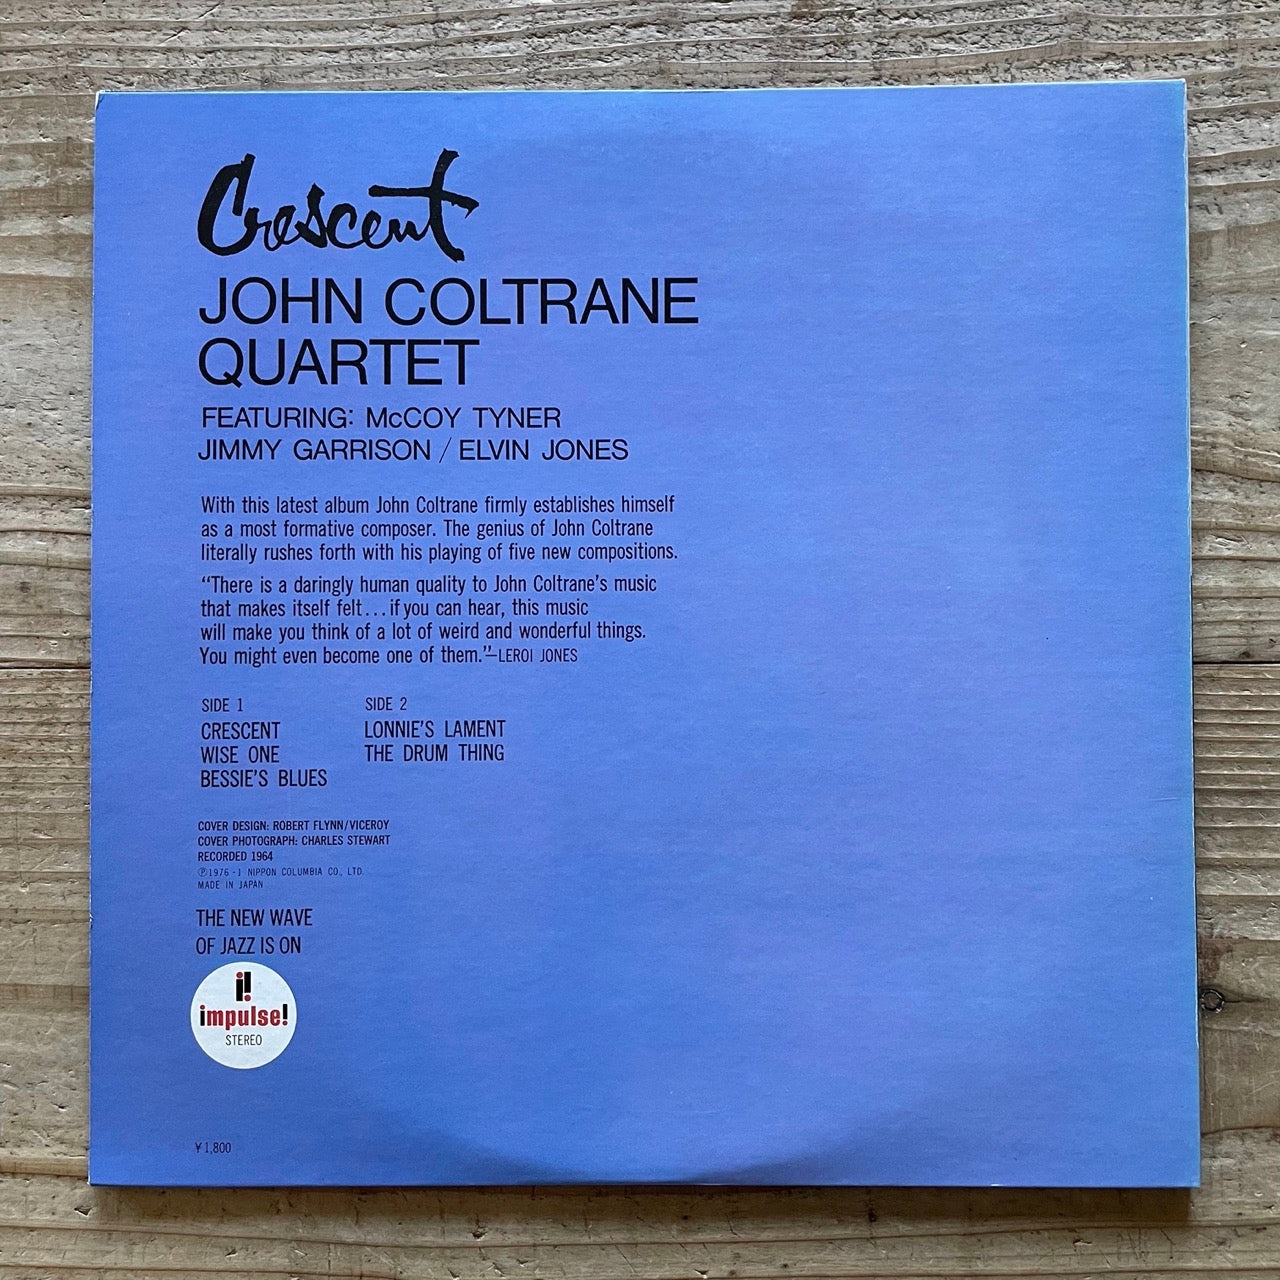 Crescent
JOHN COLTRANE
QUARTET
FEATURING: McCOY TYNER
JIMMY GARRISON / ELVIN JONES
With this latest album John Coltrane firmly establishes himself
as a most formative composer. The genius of John Coltrane
literally rushes forth with his playing of five new compositions.
“There is a daringly human quality to John Coltrane’s music
that makes itself felt...if you can hear, this music
will make you think of a lot of weird and wonderful things.
You might even become one of them.”—LEROI JONES
SIDE 1
CRESCENT
WISE ONE
BESSIE’S BLUES
SIDE 2
LONNIE’S LAMENT
THE DRUM THING
COVER DESIGN: ROBERT FLYNN/VICEROY
COVER PHOTOGRAPH: CHARLES STEWART
RECORDED 1964
Ⓟ1976 · 1 NIPPON COLUMBIA CO., LTD.
MADE IN JAPAN
THE NEW WAVE
OF JAZZ IS ON
i!
impulse!
STEREO
¥1,800